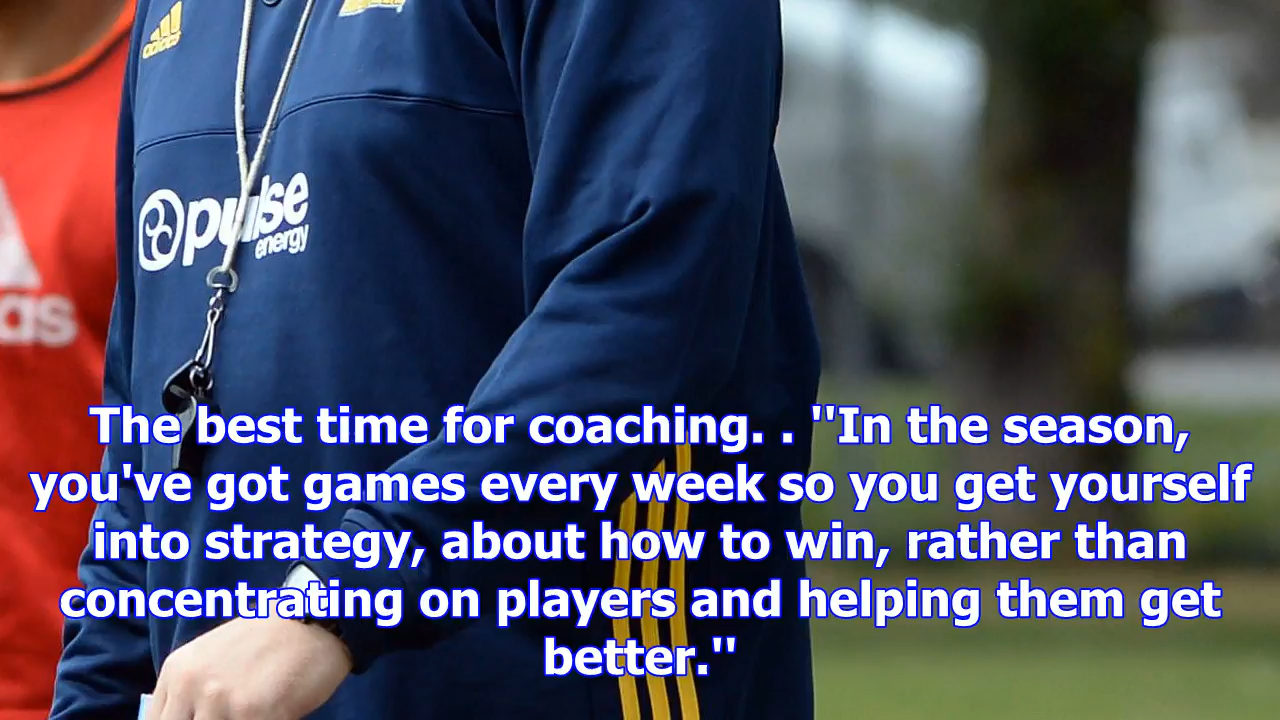 adidas
pulse
energy
as
The best time for coaching. . "In the season,
you've got games every week so you get yourself
into strategy, about how to win, rather than
concentrating on players and helping them get
better."